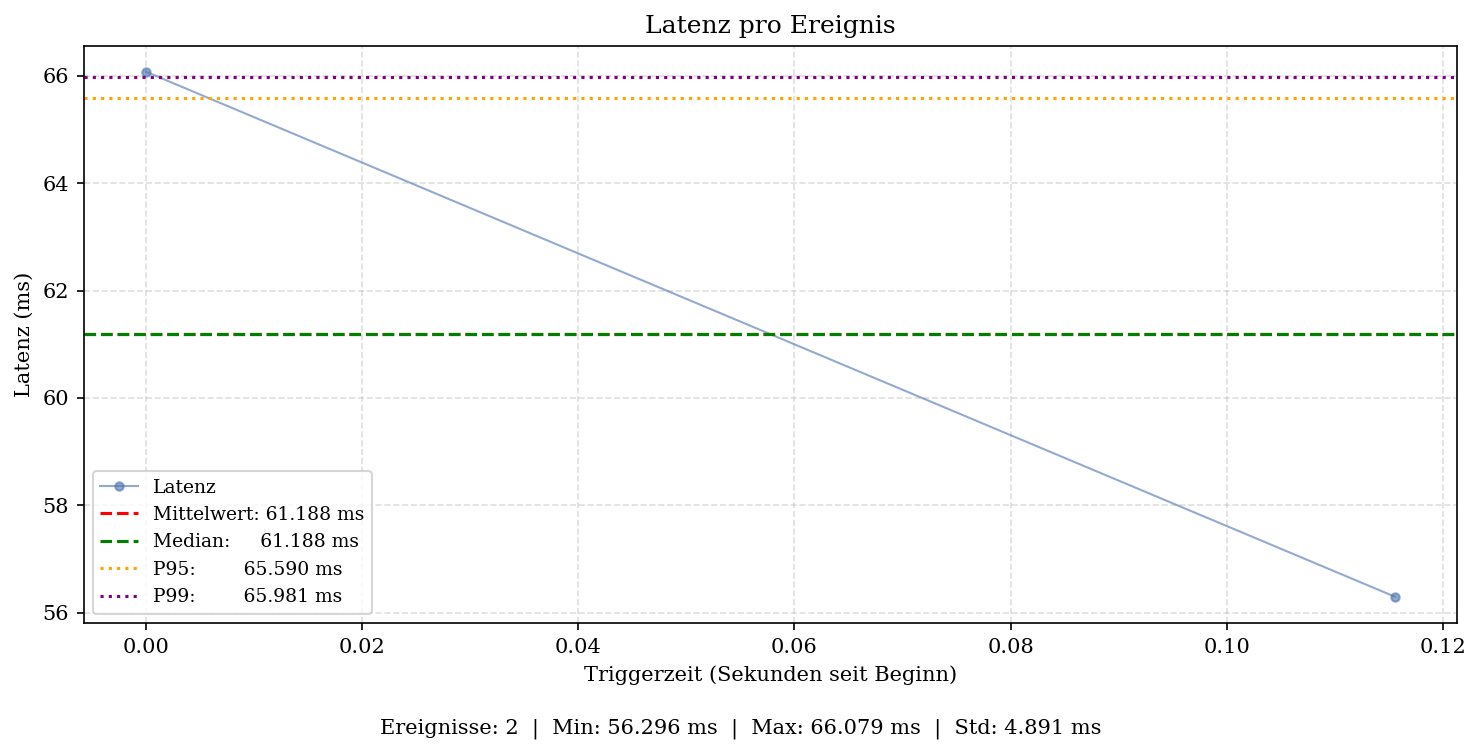 Latenz pro Ereignis
Latenz (ms)
66
64
62
60
58
56
Latenz
Mittelwert: 61.188 ms
Median: 61.188 ms
P95: 65.590 ms
P99: 65.981 ms
0.00 0.02 0.04 0.06 0.08 0.10 0.12
Triggerzeit (Sekunden seit Beginn)
Ereignisse: 2 | Min: 56.296 ms | Max: 66.079 ms | Std: 4.891 ms